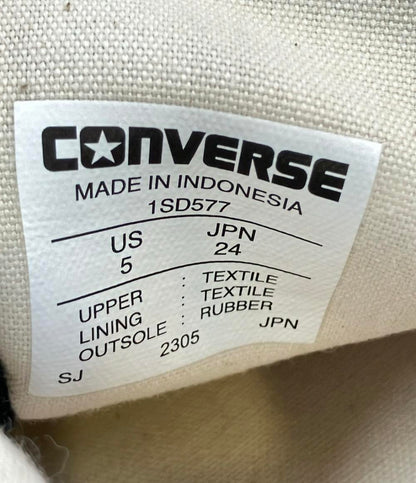 CONVERSE
MADE IN INDONESIA
1SD577
US JPN
5 24
UPPER : TEXTILE
LINING : TEXTILE
OUTSOLE : RUBBER
SJ 2305 JPN